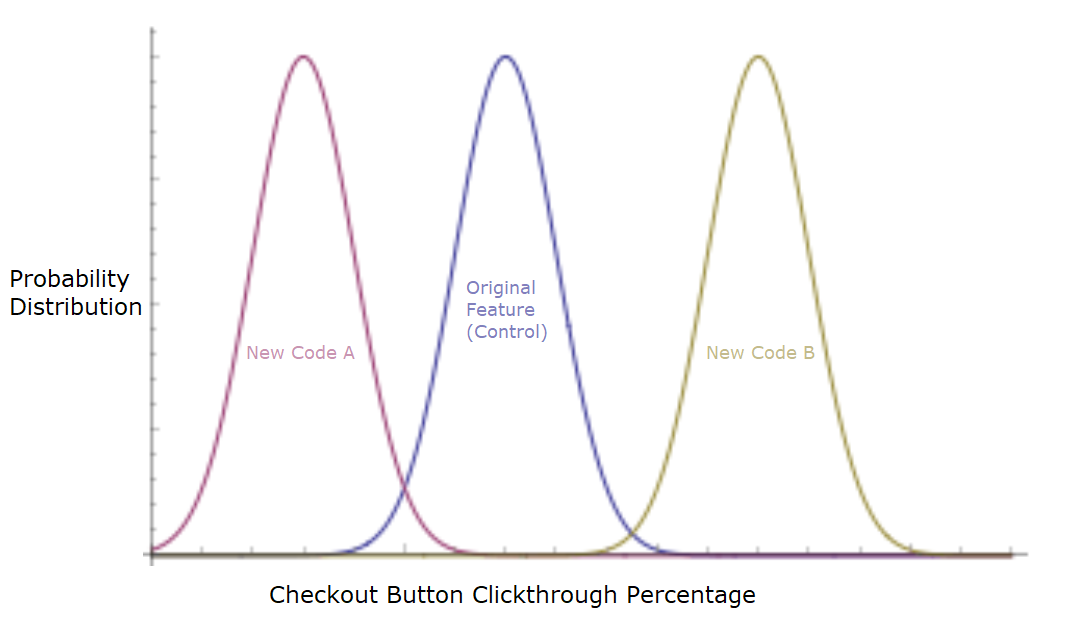 Probability
Distribution
New Code A
Original
Feature
(Control)
New Code B
Checkout Button Clickthrough Percentage